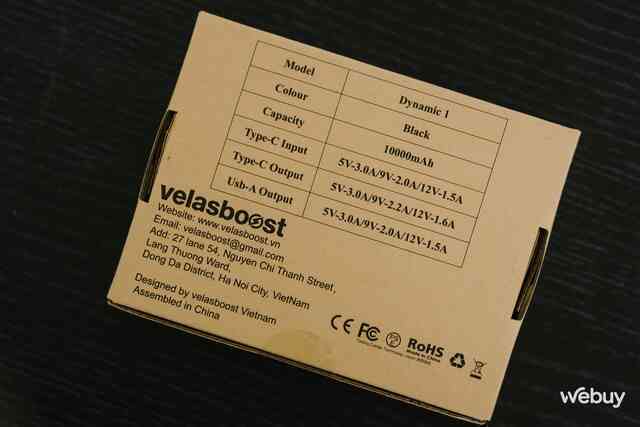 Model Dynamic 1
Colour Black
Capacity 10000mAh
Type-C Input 5V-3.0A/9V-2.0A/12V-1.5A
Type-C Output 5V-3.0A/9V-2.2A/12V-1.6A
Usb-A Output 5V-3.0A/9V-2.0A/12V-1.5A
velasboost
Website: www.velasboost.vn
Email: velasboost@gmail.com
Add: 27 lane 54, Nguyen Chi Thanh Street,
Lang Thuong Ward,
Dong Da District, Ha Noi City, VietNam
Designed by velasboost Vietnam
Assembled in China
CE FC RoHS
Made in China
Webuy